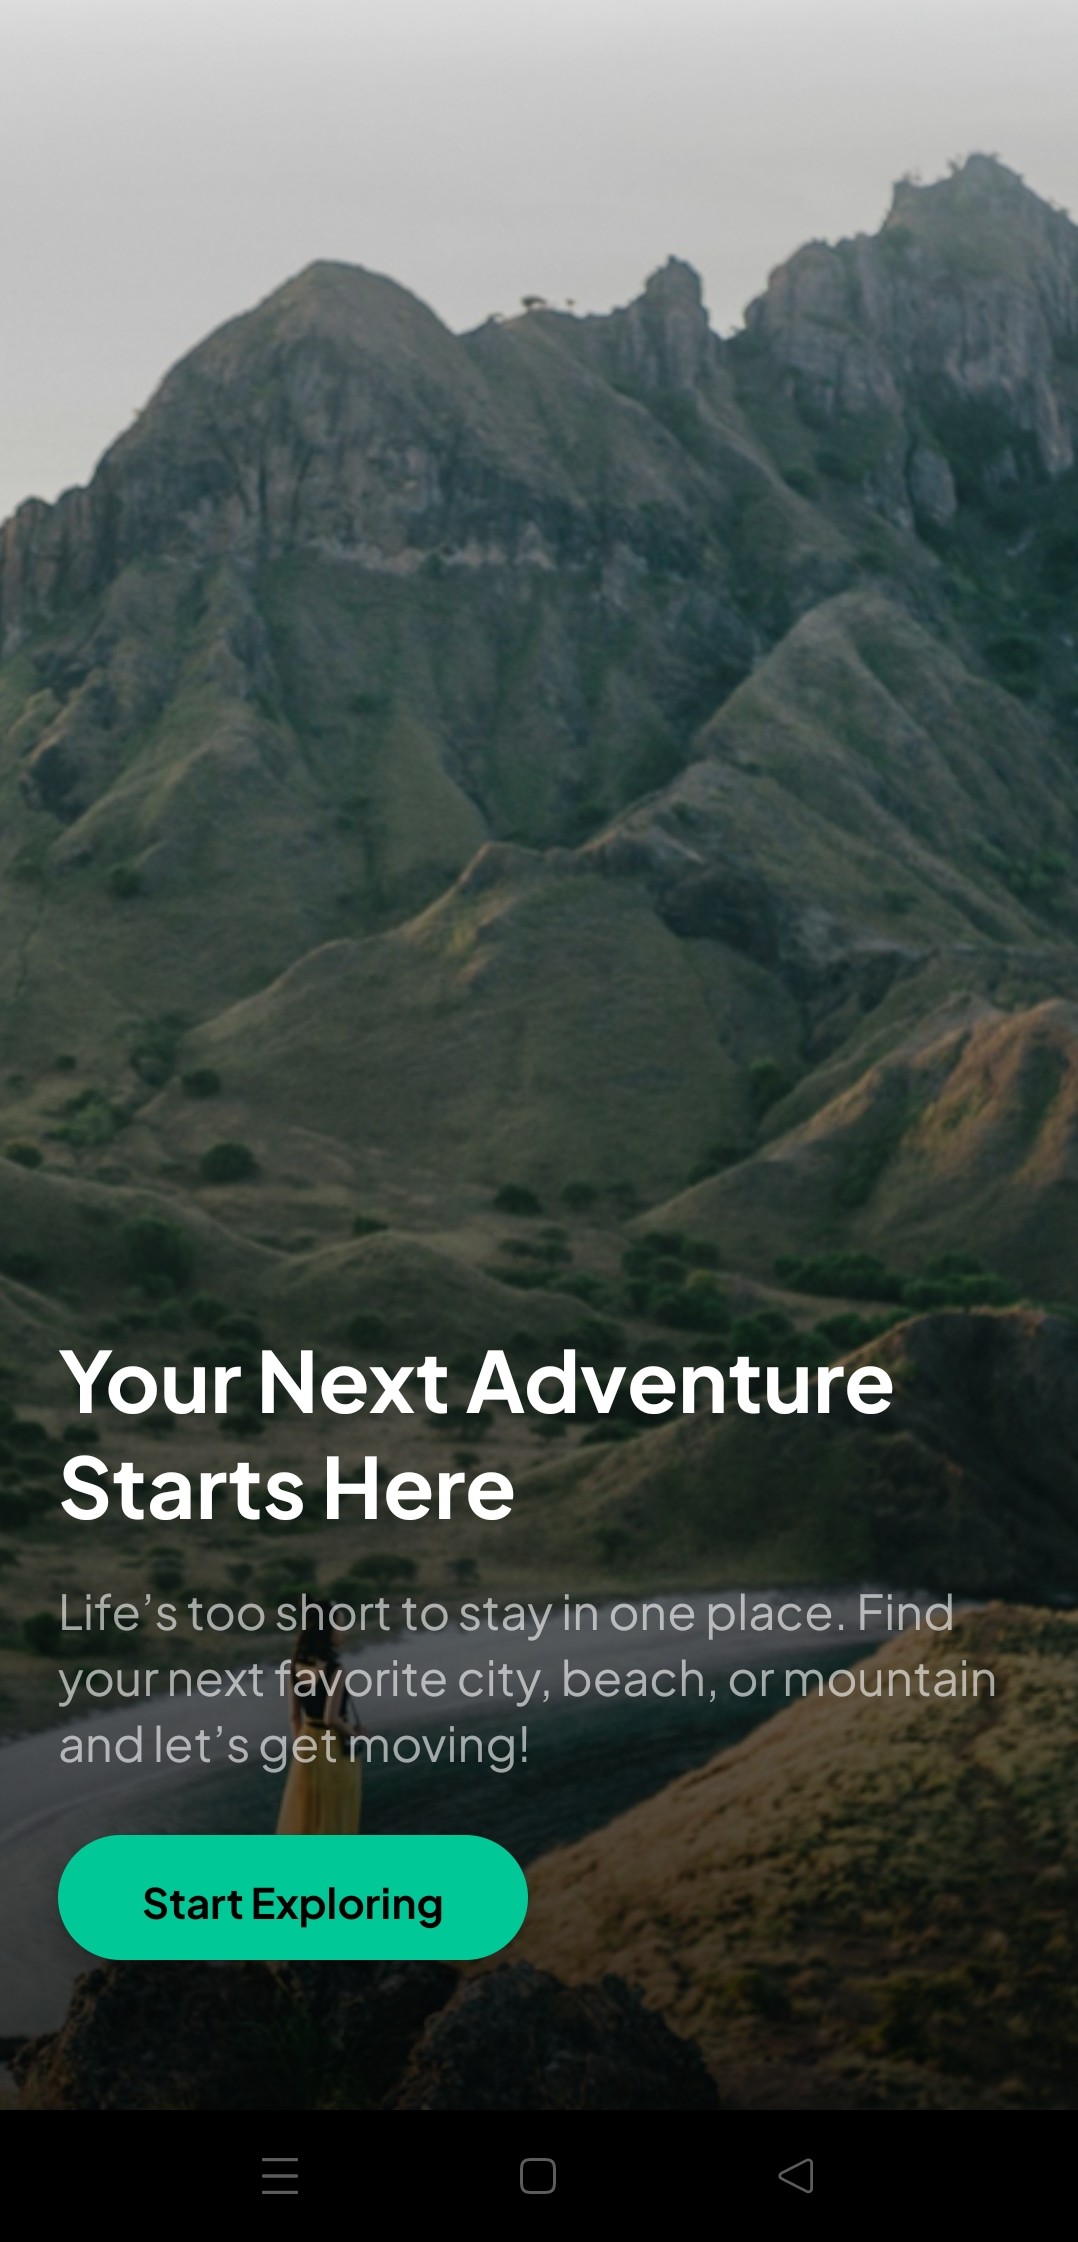 Your Next Adventure
Starts Here
Life’s too short to stay in one place. Find
your next favorite city, beach, or mountain
and let’s get moving!
Start Exploring